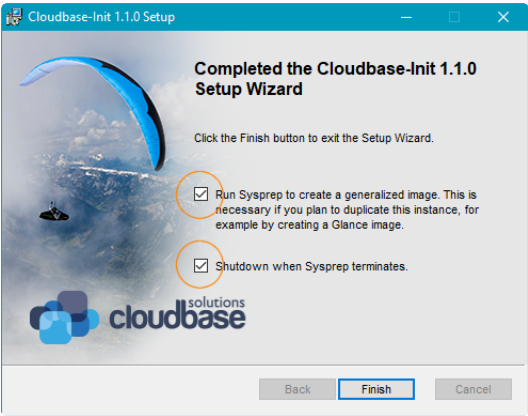 Cloudbase-Init 1.1.0 Setup
Completed the Cloudbase-Init 1.1.0
Setup Wizard
Click the Finish button to exit the Setup Wizard.
Run Sysprep to create a generalized image. This is
necessary if you plan to duplicate this instance, for
example by creating a Glance image.
Shutdown when Sysprep terminates.
solutions
cloudbase
Back
Finish
Cancel